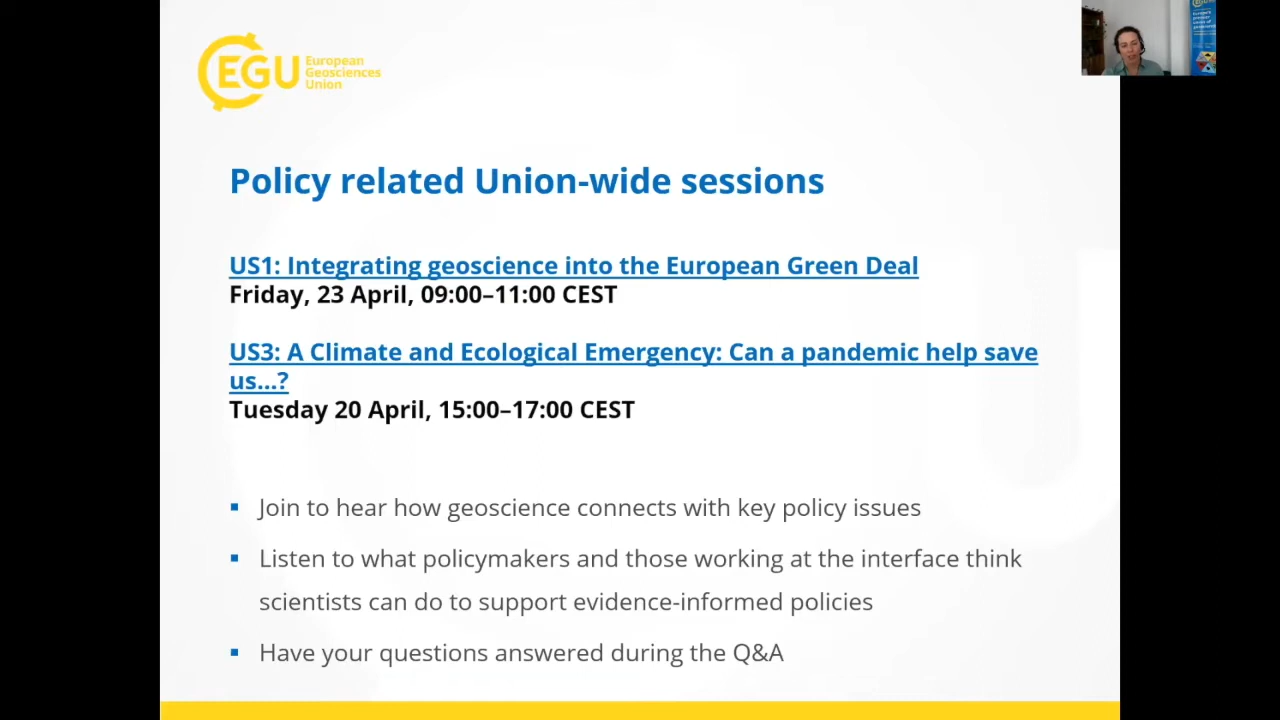 EGU
European
Geosciences
Union
Policy related Union-wide sessions
US1: Integrating geoscience into the European Green Deal
Friday, 23 April, 09:00–11:00 CEST
US3: A Climate and Ecological Emergency: Can a pandemic help save
us...?
Tuesday 20 April, 15:00–17:00 CEST
▪ Join to hear how geoscience connects with key policy issues
▪ Listen to what policymakers and those working at the interface think
scientists can do to support evidence-informed policies
▪ Have your questions answered during the Q&A